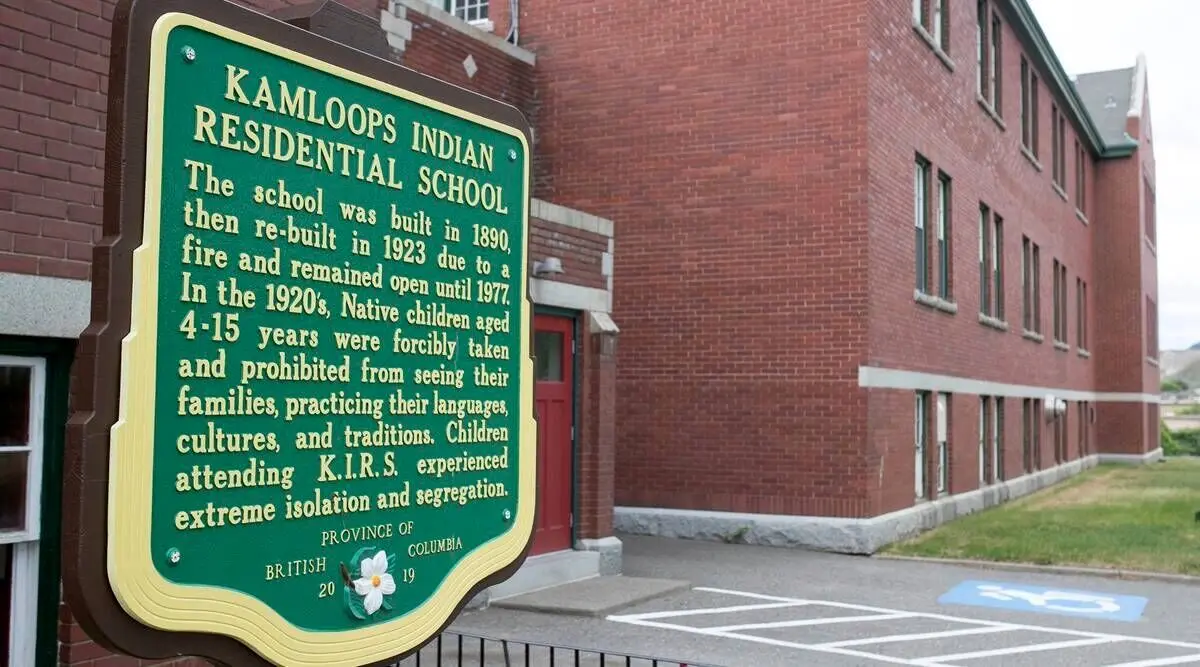 KAMLOOPS INDIAN
RESIDENTIAL SCHOOL
The school was built in 1890,
then re-built in 1923 due to a
fire and remained open until 1977.
In the 1920's, Native children aged
4-15 years were forcibly taken
and prohibited from seeing their
families, practicing their languages,
cultures, and traditions. Children
attending K.I.R.S. experienced
extreme isolation and segregation.
PROVINCE OF
BRITISH COLUMBIA
20 19